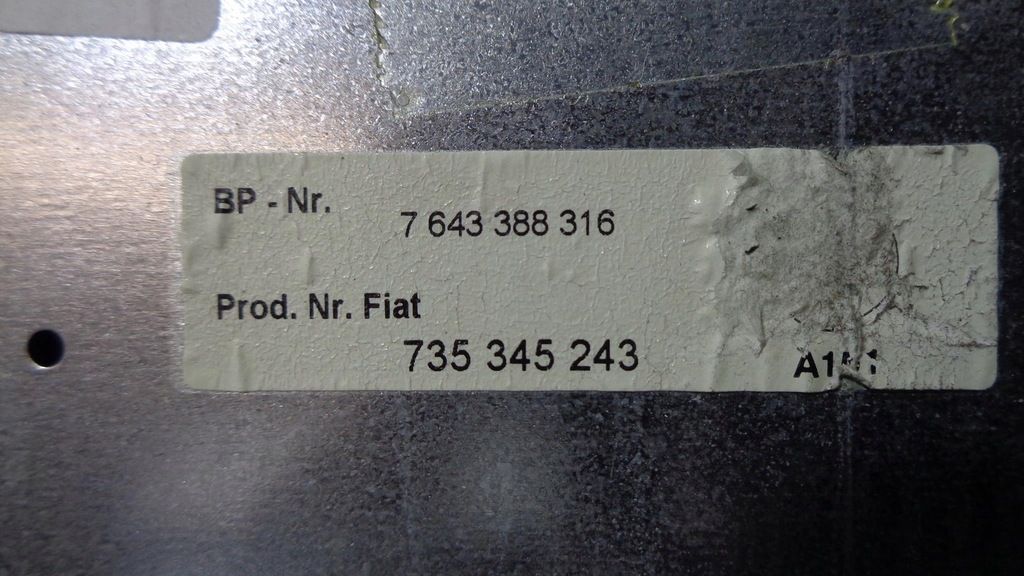 BP - Nr.
7 643 388 316
Prod. Nr. Fiat
735 345 243